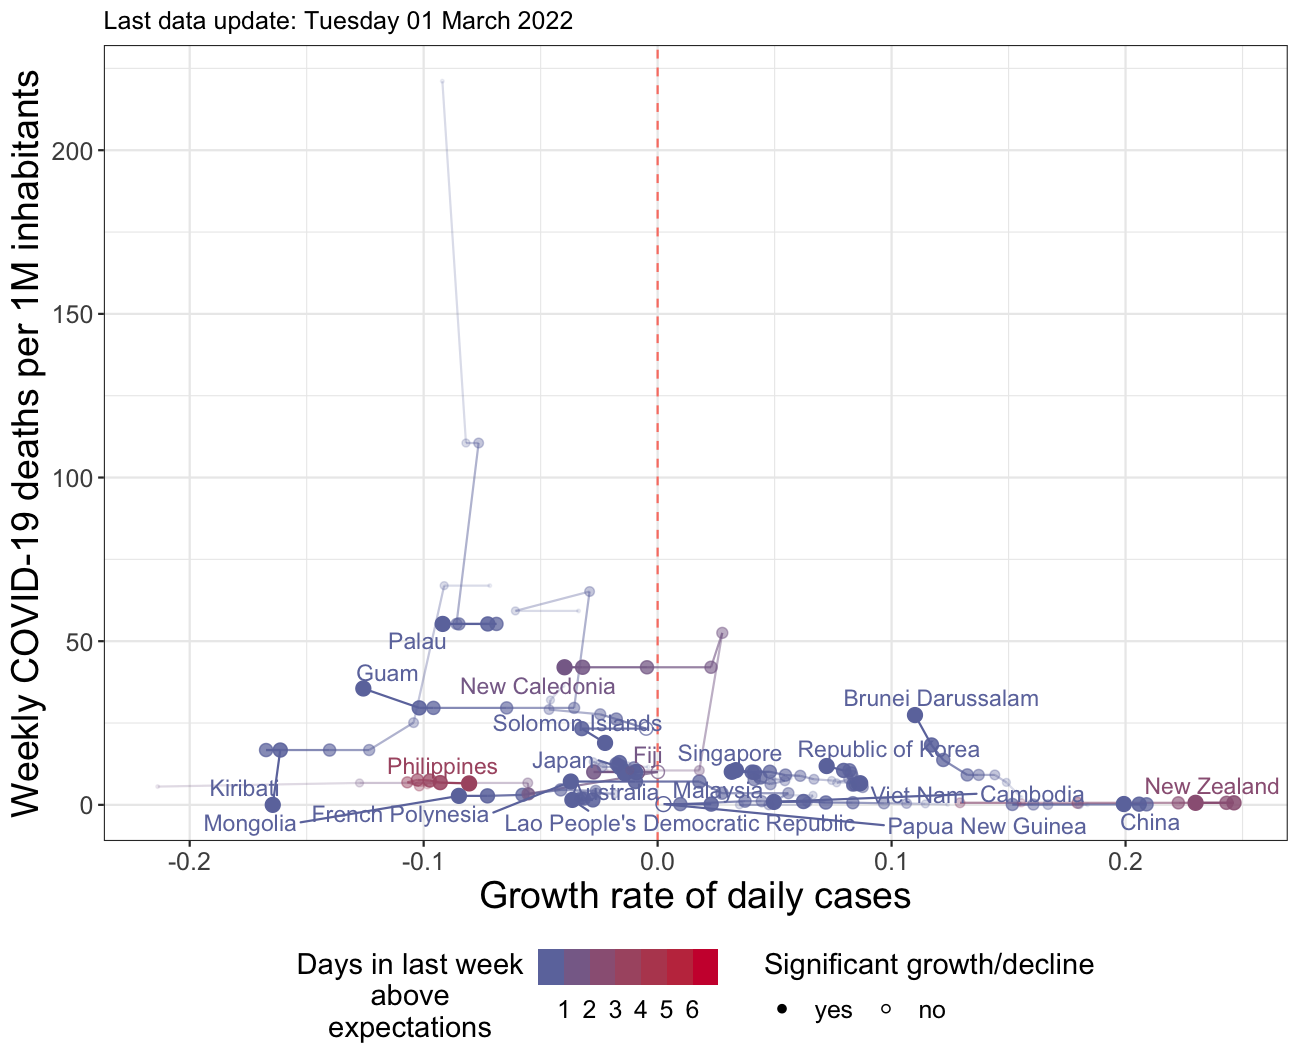 Last data update: Tuesday 01 March 2022
Weekly COVID-19 deaths per 1M inhabitants
200
150
100
50
0
Palau
Guam
New Caledonia
Brunei Darussalam
Solomon Islands
Republic of Korea
Singapore
Fiji
Japan
Philippines
Kiribati
New Zealand
Malaysia
Viet Nam
Cambodia
Australia
French Polynesia
Mongolia
Lao People's Democratic Republic
Papua New Guinea
China
-0.2
-0.1
0.0
0.1
0.2
Growth rate of daily cases
Days in last week
above
expectations
1 2 3 4 5 6
Significant growth/decline
yes
no